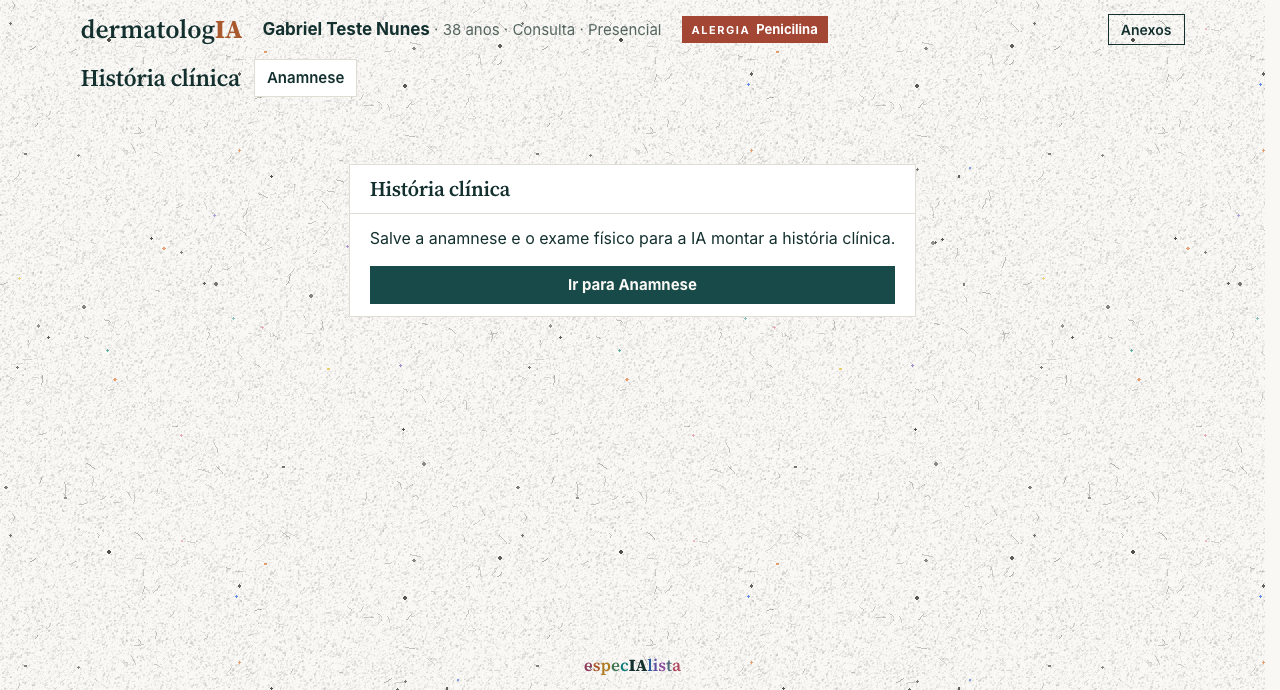 dermatologIA Gabriel Teste Nunes · 38 anos · Consulta · Presencial ALERGIA Penicilina Anexos
História clínica Anamnese
História clínica
Salve a anamnese e o exame físico para a IA montar a história clínica.
Ir para Anamnese
especIAlista